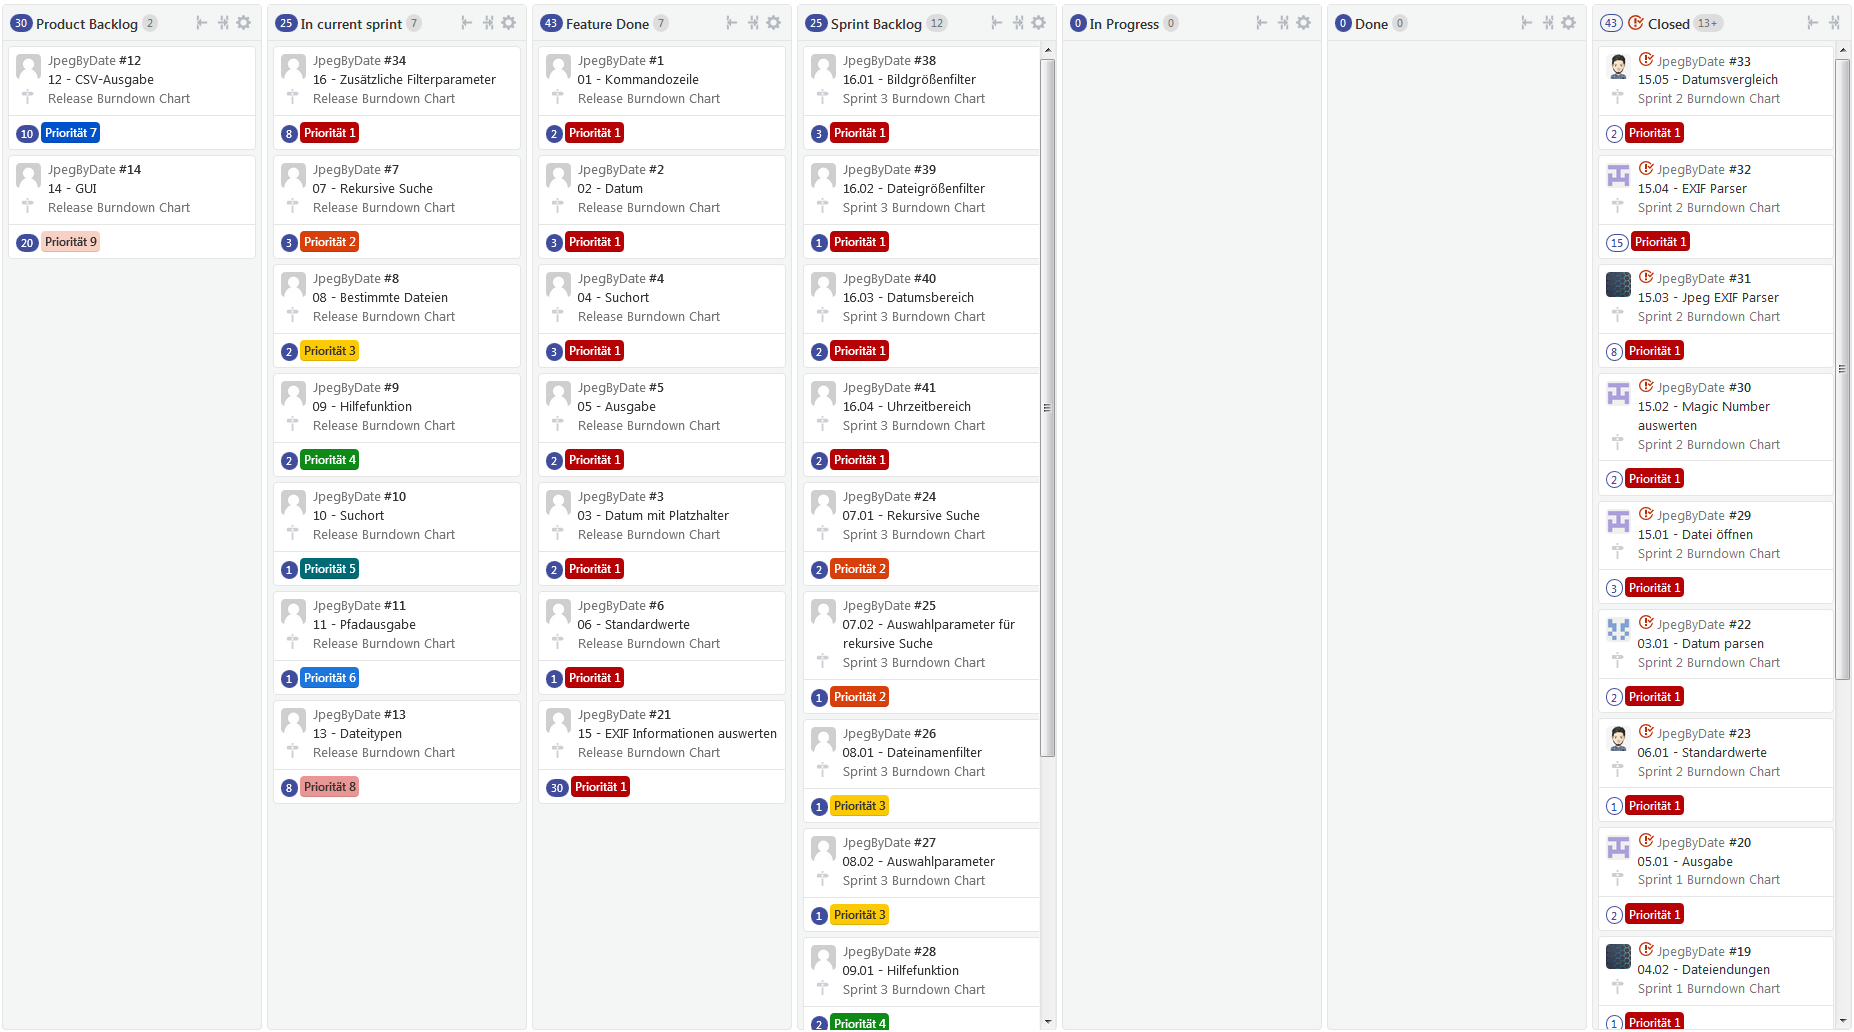 30 Product Backlog 2
JpegByDate #12
12 - CSV-Ausgabe
Release Burndown Chart
10 Priorität 7
JpegByDate #14
14 - GUI
Release Burndown Chart
20 Priorität 9
25 In current sprint 7
JpegByDate #34
16 - Zusätzliche Filterparameter
Release Burndown Chart
8 Priorität 1
JpegByDate #7
07 - Rekursive Suche
Release Burndown Chart
3 Priorität 2
JpegByDate #8
08 - Bestimmte Dateien
Release Burndown Chart
2 Priorität 3
JpegByDate #9
09 - Hilfefunktion
Release Burndown Chart
2 Priorität 4
JpegByDate #10
10 - Suchort
Release Burndown Chart
1 Priorität 5
JpegByDate #11
11 - Pfadausgabe
Release Burndown Chart
1 Priorität 6
JpegByDate #13
13 - Dateitypen
Release Burndown Chart
8 Priorität 8
43 Feature Done 7
JpegByDate #1
01 - Kommandozeile
Release Burndown Chart
2 Priorität 1
JpegByDate #2
02 - Datum
Release Burndown Chart
3 Priorität 1
JpegByDate #4
04 - Suchort
Release Burndown Chart
3 Priorität 1
JpegByDate #5
05 - Ausgabe
Release Burndown Chart
2 Priorität 1
JpegByDate #3
03 - Datum mit Platzhalter
Release Burndown Chart
2 Priorität 1
JpegByDate #6
06 - Standardwerte
Release Burndown Chart
1 Priorität 1
JpegByDate #21
15 - EXIF Informationen auswerten
Release Burndown Chart
30 Priorität 1
25 Sprint Backlog 12
JpegByDate #38
16.01 - Bildgrößenfilter
Sprint 3 Burndown Chart
3 Priorität 1
JpegByDate #39
16.02 - Dateigrößenfilter
Sprint 3 Burndown Chart
1 Priorität 1
JpegByDate #40
16.03 - Datumsbereich
Sprint 3 Burndown Chart
2 Priorität 1
JpegByDate #41
16.04 - Uhrzeitbereich
Sprint 3 Burndown Chart
2 Priorität 1
JpegByDate #24
07.01 - Rekursive Suche
Sprint 3 Burndown Chart
2 Priorität 2
JpegByDate #25
07.02 - Auswahlparameter für
rekursive Suche
Sprint 3 Burndown Chart
1 Priorität 2
JpegByDate #26
08.01 - Dateinamenfilter
Sprint 3 Burndown Chart
1 Priorität 3
JpegByDate #27
08.02 - Auswahlparameter
Sprint 3 Burndown Chart
1 Priorität 3
JpegByDate #28
09.01 - Hilfefunktion
Sprint 3 Burndown Chart
2 Priorität 4
0 In Progress 0
0 Done 0
43 Closed 13+
JpegByDate #33
15.05 - Datumsvergleich
Sprint 2 Burndown Chart
2 Priorität 1
JpegByDate #32
15.04 - EXIF Parser
Sprint 2 Burndown Chart
15 Priorität 1
JpegByDate #31
15.03 - Jpeg EXIF Parser
Sprint 2 Burndown Chart
8 Priorität 1
JpegByDate #30
15.02 - Magic Number
auswerten
Sprint 2 Burndown Chart
2 Priorität 1
JpegByDate #29
15.01 - Datei öffnen
Sprint 2 Burndown Chart
3 Priorität 1
JpegByDate #22
03.01 - Datum parsen
Sprint 2 Burndown Chart
2 Priorität 1
JpegByDate #23
06.01 - Standardwerte
Sprint 2 Burndown Chart
1 Priorität 1
JpegByDate #20
05.01 - Ausgabe
Sprint 1 Burndown Chart
2 Priorität 1
JpegByDate #19
04.02 - Dateiendungen
Sprint 1 Burndown Chart
1 Priorität 1